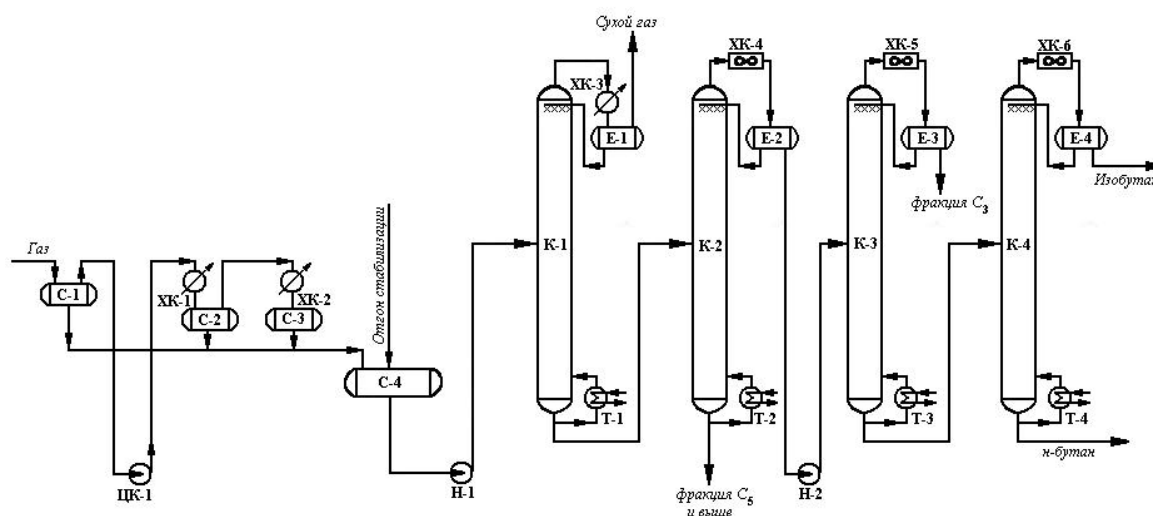 Сухой газ
ХК-4
ХК-5
ХК-6
ХК-3
Е-1
Е-2
Е-3
Е-4
Изобутан
фракция С3
Отгон стабилизации
Газ
К-1
К-2
К-3
К-4
С-1
ХК-1
ХК-2
С-2
С-3
С-4
Т-1
Т-2
Т-3
Т-4
н-бутан
ЦК-1
Н-1
фракция С5
и выше
Н-2